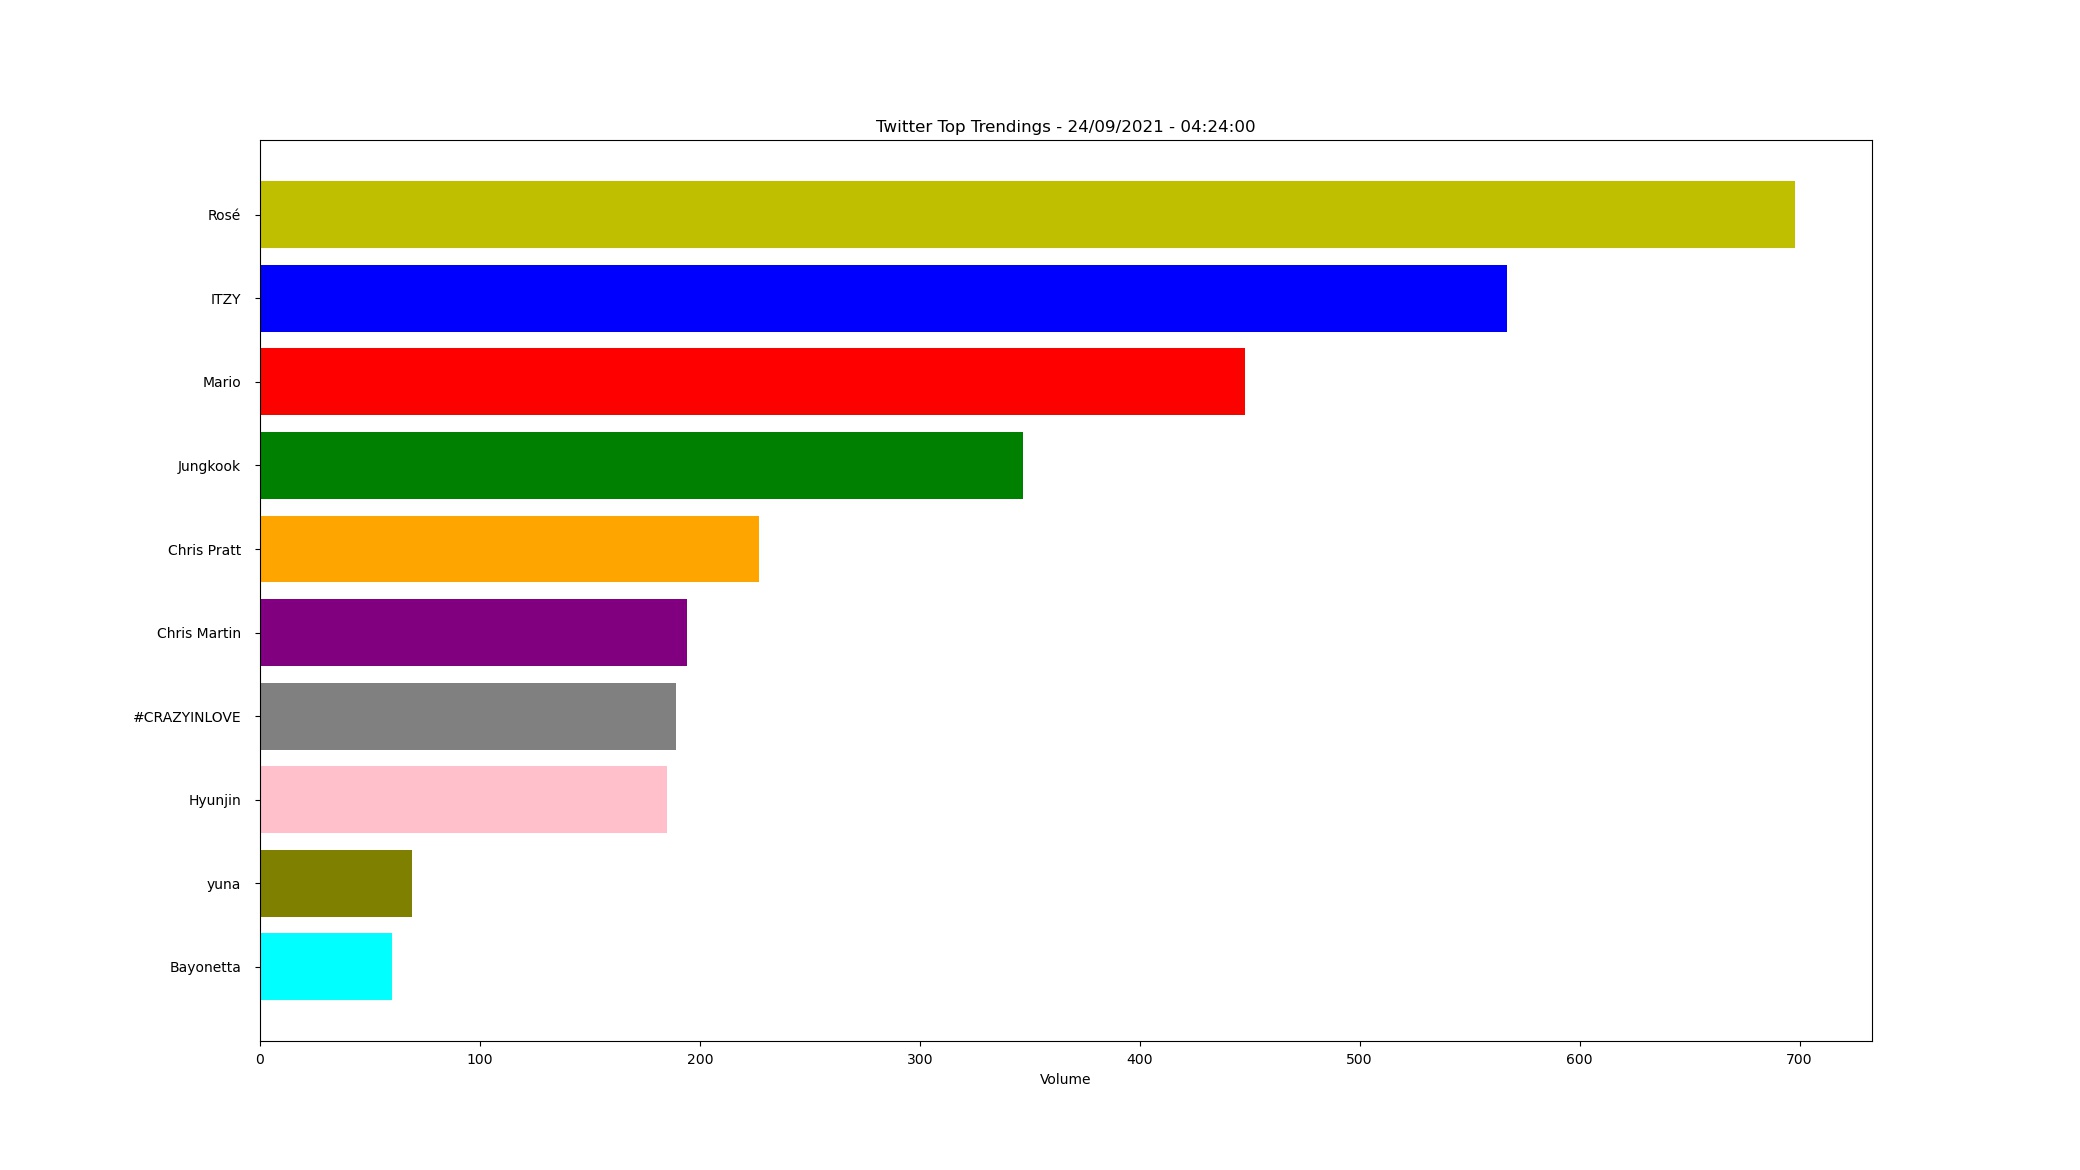 Twitter Top Trendings - 24/09/2021 - 04:24:00
Rosé
ITZY
Mario
Jungkook
Chris Pratt
Chris Martin
#CRAZYINLOVE
Hyunjin
yuna
Bayonetta
0 100 200 300 400 500 600 700
Volume